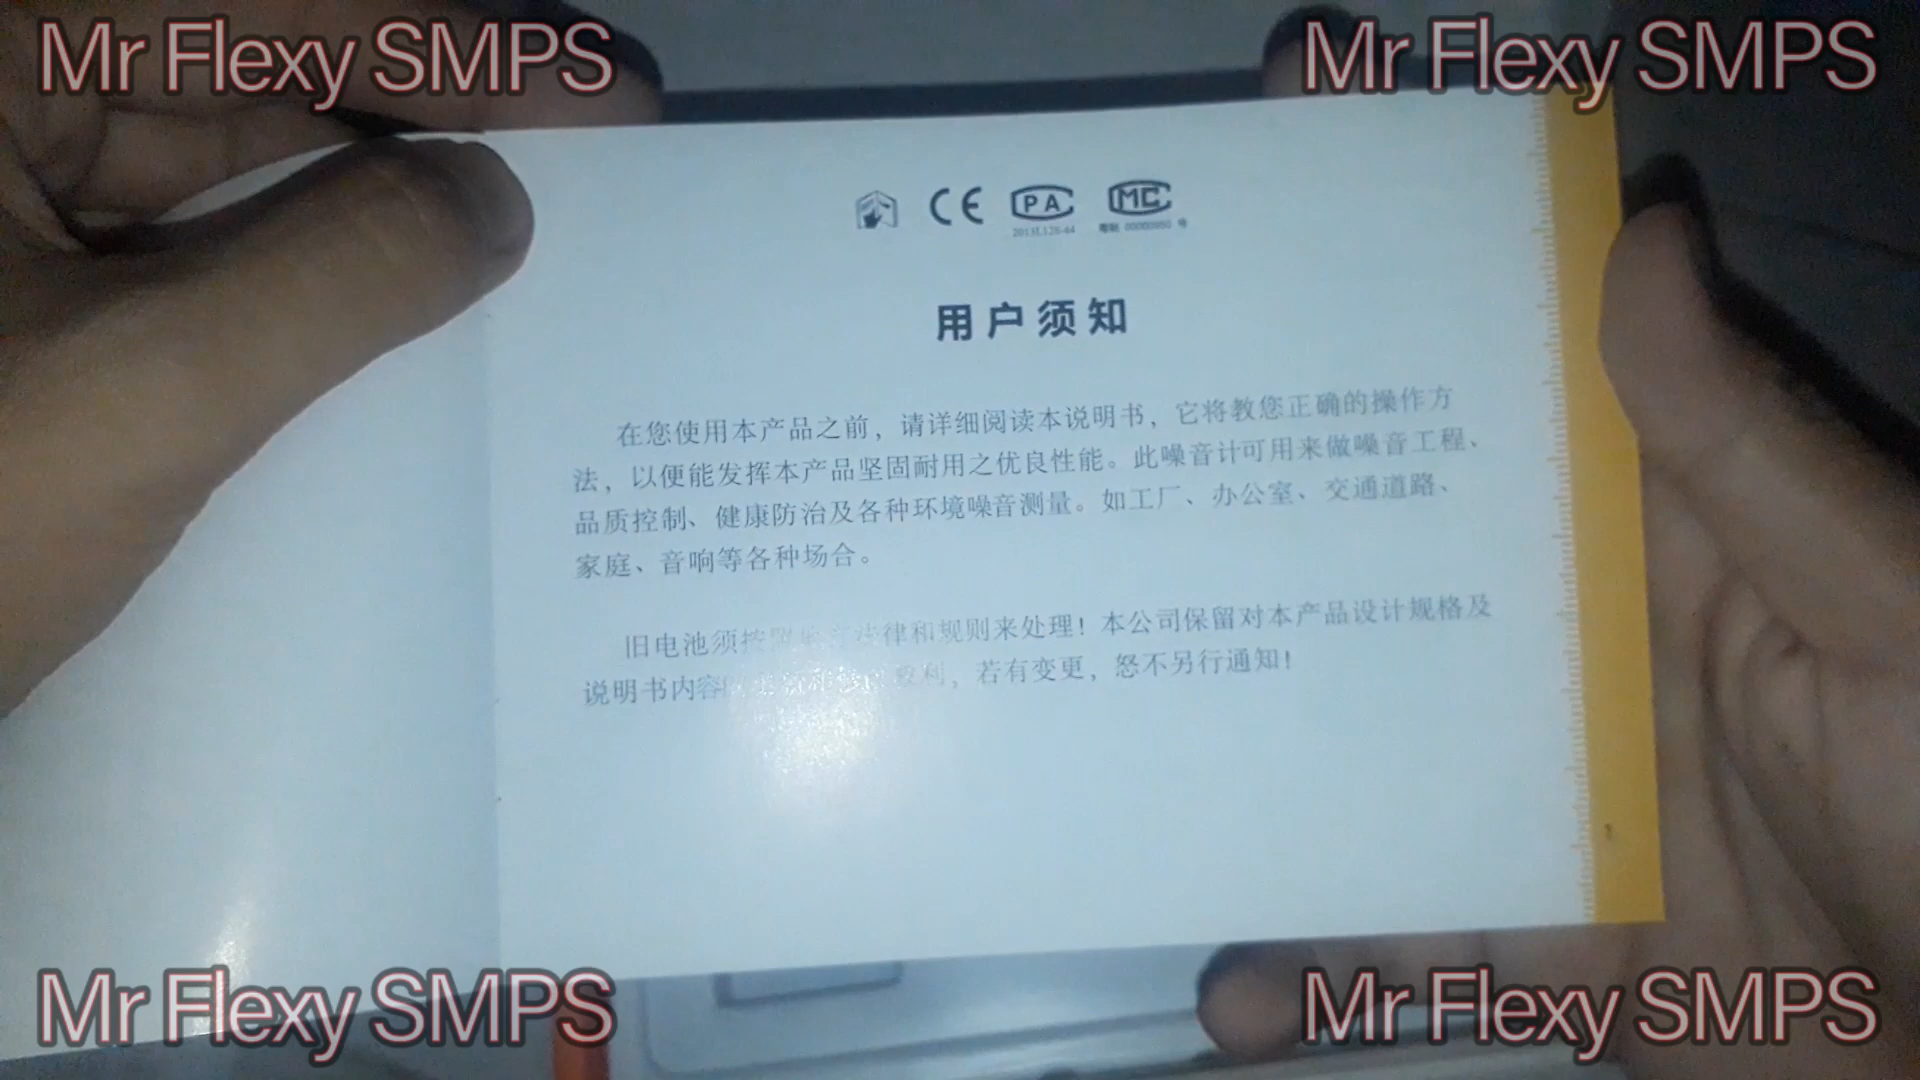 Mr Flexy SMPS Mr Flexy SMPS
CE PA MC
用户须知
在您使用本产品之前，请详细阅读本说明书，它将教您正确的操作方
法，以便能发挥本产品坚固耐用之优良性能。此噪音计可用来做噪音工程、
品质控制、健康防治及各种环境噪音测量。如工厂、办公室、交通道路、
家庭、音响等各种场合。
旧电池须按照 法律和规则来处理！本公司保留对本产品设计规格及
说明书内容 权利，若有变更，怒不另行通知！
Mr Flexy SMPS Mr Flexy SMPS